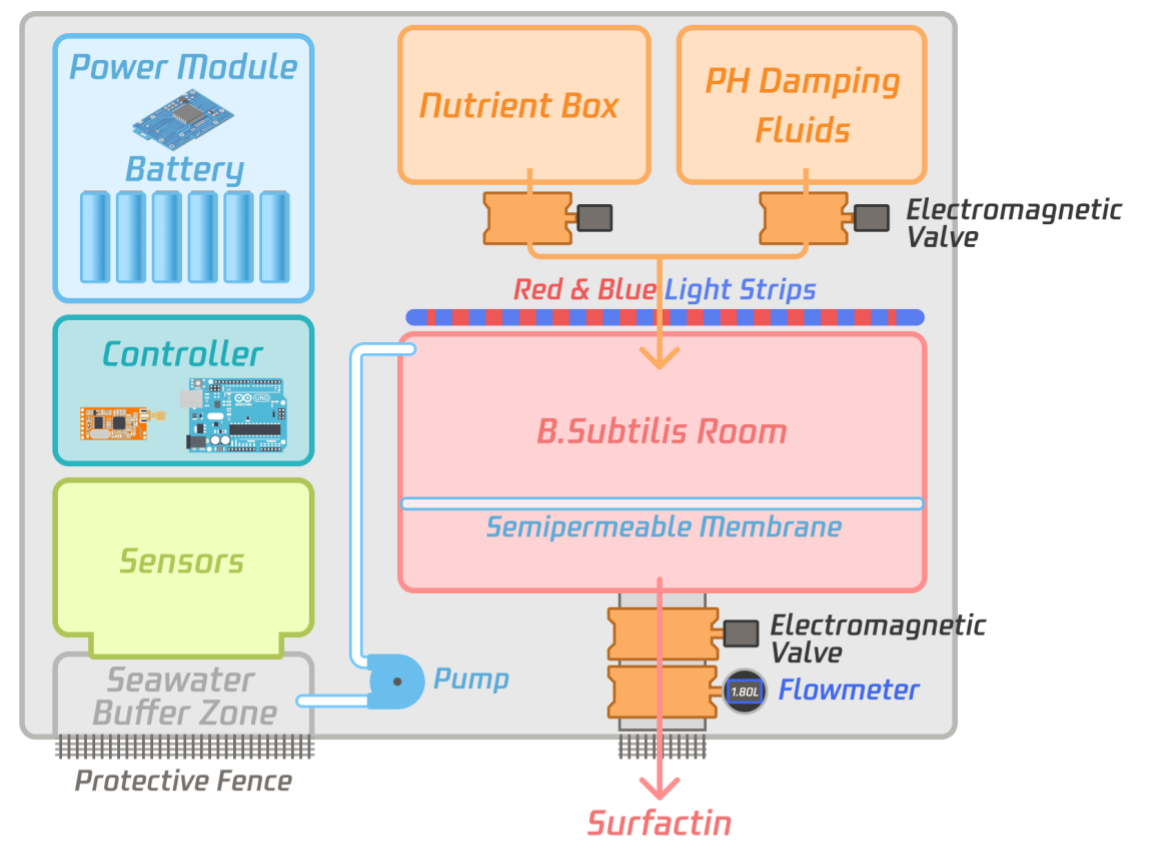 Power Module
Battery
Controller
UNO
Sensors
Seawater
Buffer Zone
Protective Fence
Pump
Nutrient Box
PH Damping
Fluids
Electromagnetic
Valve
Red & Blue Light Strips
B.Subtilis Room
Semipermeable Membrane
Electromagnetic
Valve
1.80L
Flowmeter
Surfactin